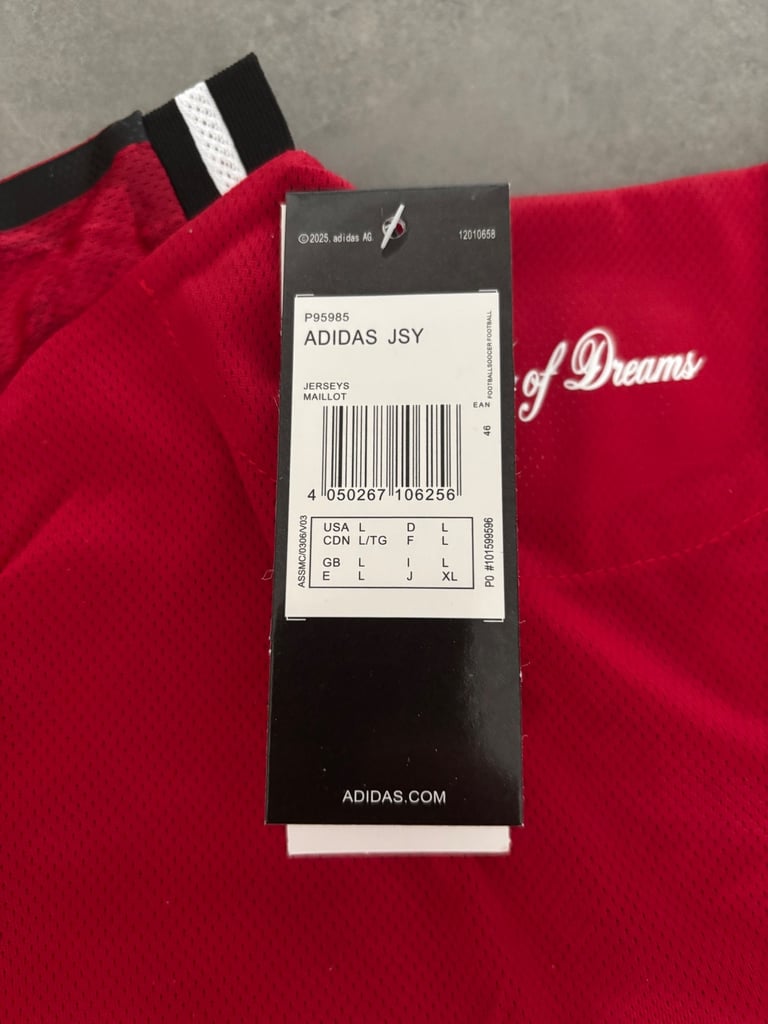 ©2025. adidas AG.
12010658
P95985
ADIDAS JSY
FOOTBALL/SOCCER FOOTBALL
JERSEYS
MAILLOT
EAN
46
4 050267 106256
ASSMC/0306/V03
USA L D L
CDN L/TG F L
GB L I L
E L J XL
PO #101599596
ADIDAS.COM
of Dreams